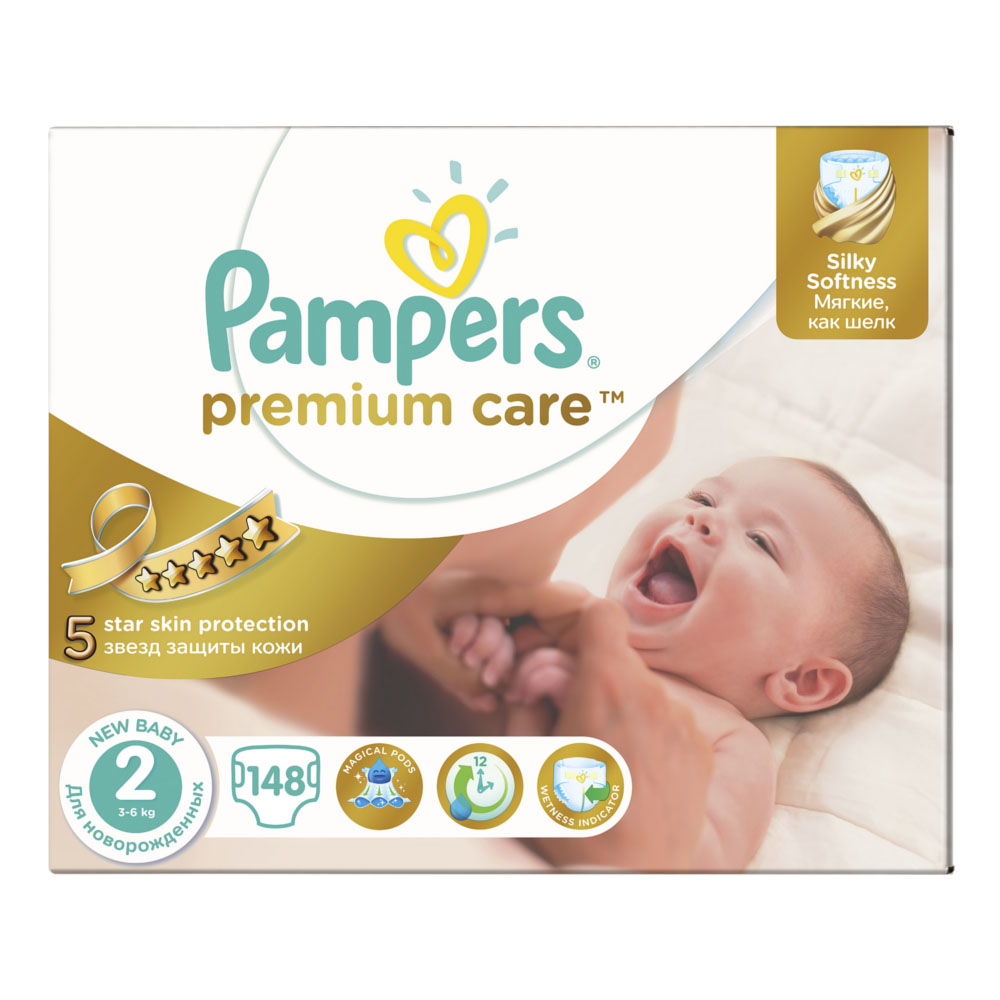 Pampers®
premium care™
Silky
Softness
Мягкие,
как шелк
5 star skin protection
звезд защиты кожи
NEW BABY
2
3-6 kg
Для новорожденных
148
MAGICAL PODS
12
WETNESS INDICATOR